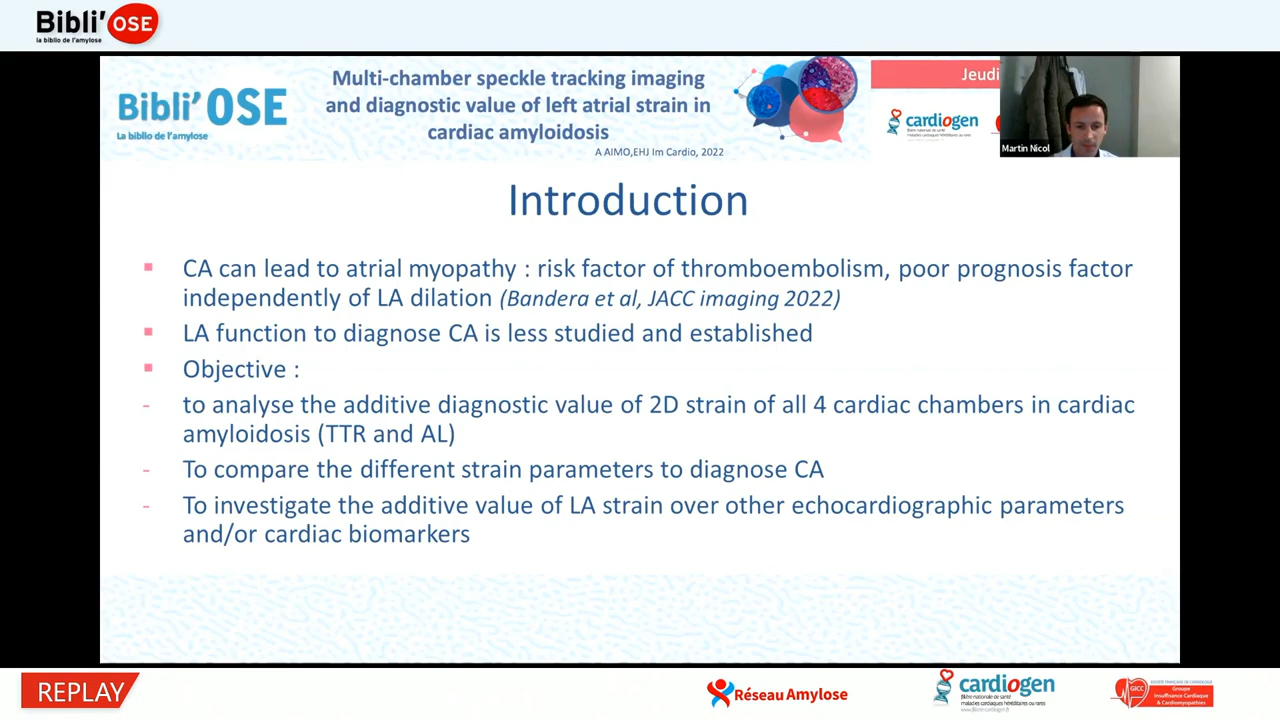 Bibli'OSE
la biblio de l'amylose
Bibli'OSE
La biblio de l'amylose
Multi-chamber speckle tracking imaging
and diagnostic value of left atrial strain in
cardiac amyloidosis
A AIMO,EHJ Im Cardio, 2022
Jeudi
cardiogen
Martin Nicol
Introduction
CA can lead to atrial myopathy : risk factor of thromboembolism, poor prognosis factor
independently of LA dilation (Bandera et al, JACC imaging 2022)
LA function to diagnose CA is less studied and established
Objective :
- to analyse the additive diagnostic value of 2D strain of all 4 cardiac chambers in cardiac
amyloidosis (TTR and AL)
- To compare the different strain parameters to diagnose CA
- To investigate the additive value of LA strain over other echocardiographic parameters
and/or cardiac biomarkers
REPLAY
Réseau Amylose
cardiogen
filière nationale de santé
maladies cardiaques héréditaires ou rares
GICC
Groupe
Insuffisance Cardiaque
& Cardiomyopathies